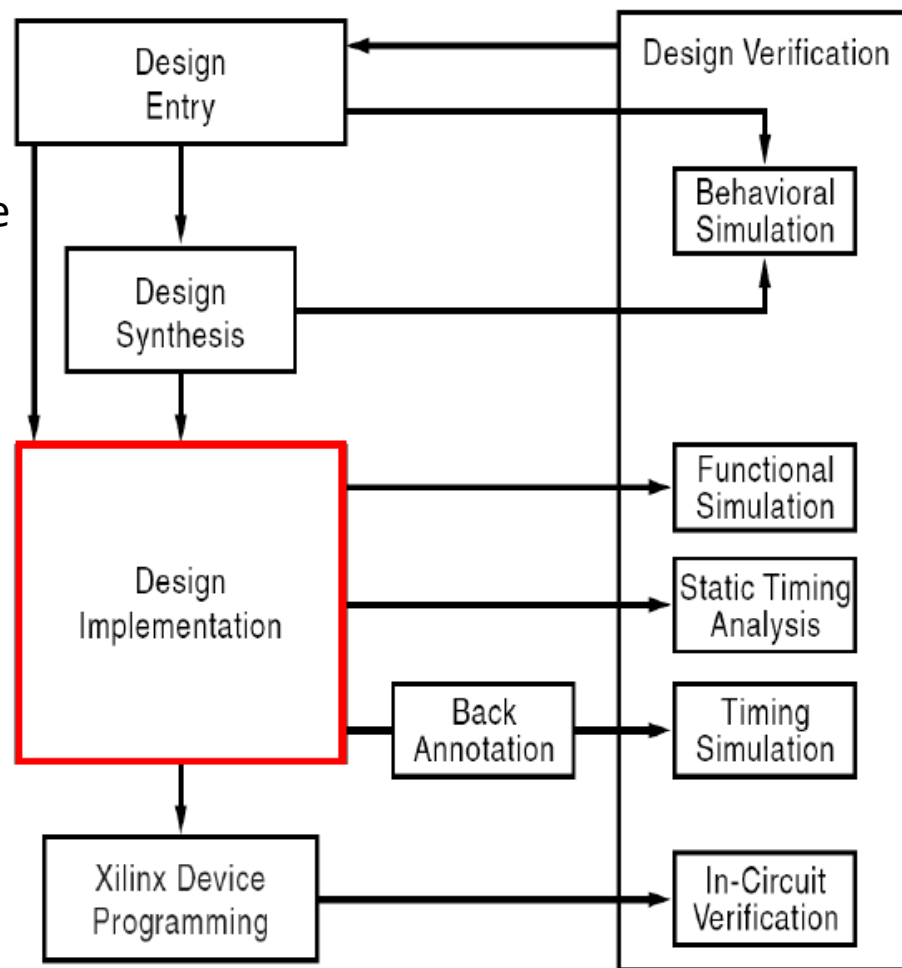 Design
Entry
Design Verification
Behavioral
Simulation
e
Design
Synthesis
Functional
Simulation
Design
Implementation
Static Timing
Analysis
Back
Annotation
Timing
Simulation
Xilinx Device
Programming
In-Circuit
Verification